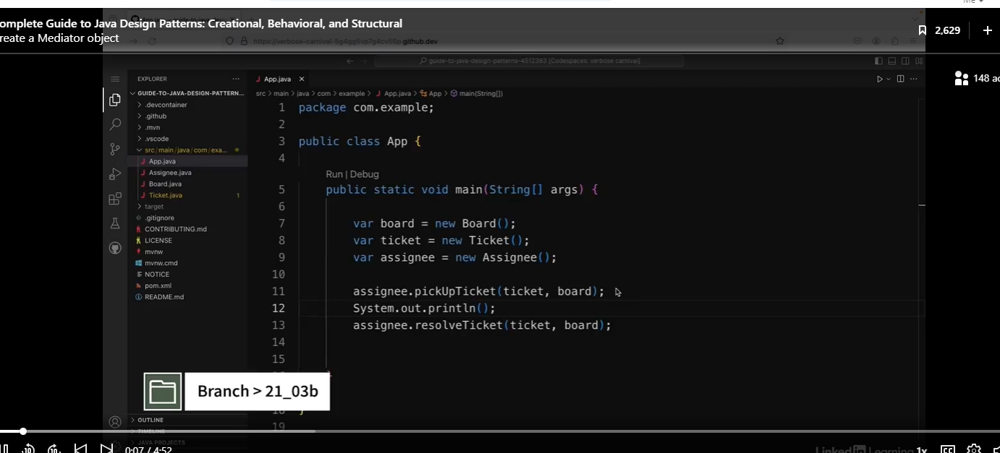 Me
omplete Guide to Java Design Patterns: Creational, Behavioral, and Structural
reate a Mediator object
2,629
148 ac
https://verbose-carnival-5g4gg5vp7g4cv55p.github.dev
guide-to-java-design-patterns-4512383 [Codespaces: verbose carnival]
EXPLORER
GUIDE-TO-JAVA-DESIGN-PATTERN...
.devcontainer
.github
.mvn
.vscode
src/main/java/com/exa...
App.java
Assignee.java
Board.java
Ticket.java 1
target
.gitignore
CONTRIBUTING.md
LICENSE
mvnw
mvnw.cmd
NOTICE
pom.xml
README.md
OUTLINE
TIMELINE
JAVA PROJECTS
App.java
src > main > java > com > example > App.java > App > main(String[])
1 package com.example;
2
3 public class App {
4
Run | Debug
5 public static void main(String[] args) {
6
7 var board = new Board();
8 var ticket = new Ticket();
9 var assignee = new Assignee();
10
11 assignee.pickUpTicket(ticket, board);
12 System.out.println();
13 assignee.resolveTicket(ticket, board);
14
15
}
18 }
19
Branch > 21_03b
0:07 / 4:52
LinkedIn Learning
1x
CC